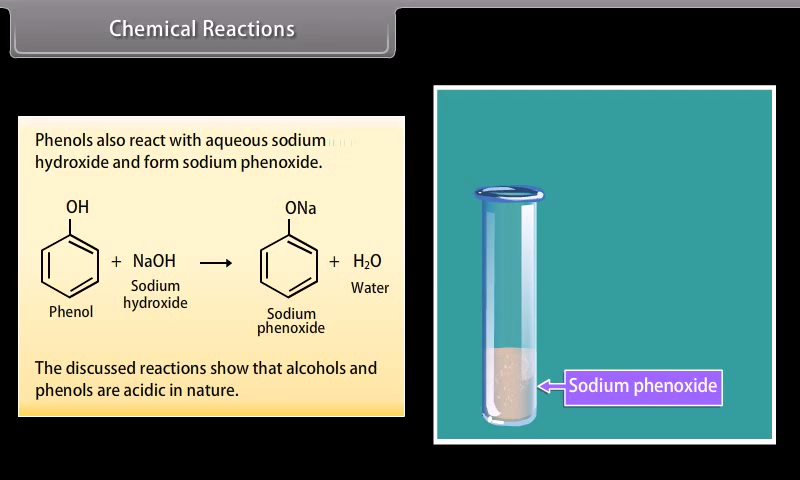 Chemical Reactions
Phenols also react with aqueous sodium
hydroxide and form sodium phenoxide.
OH
ONa
+ NaOH
+ H₂O
Sodium
hydroxide
Water
Phenol
Sodium
phenoxide
The discussed reactions show that alcohols and
phenols are acidic in nature.
Sodium phenoxide